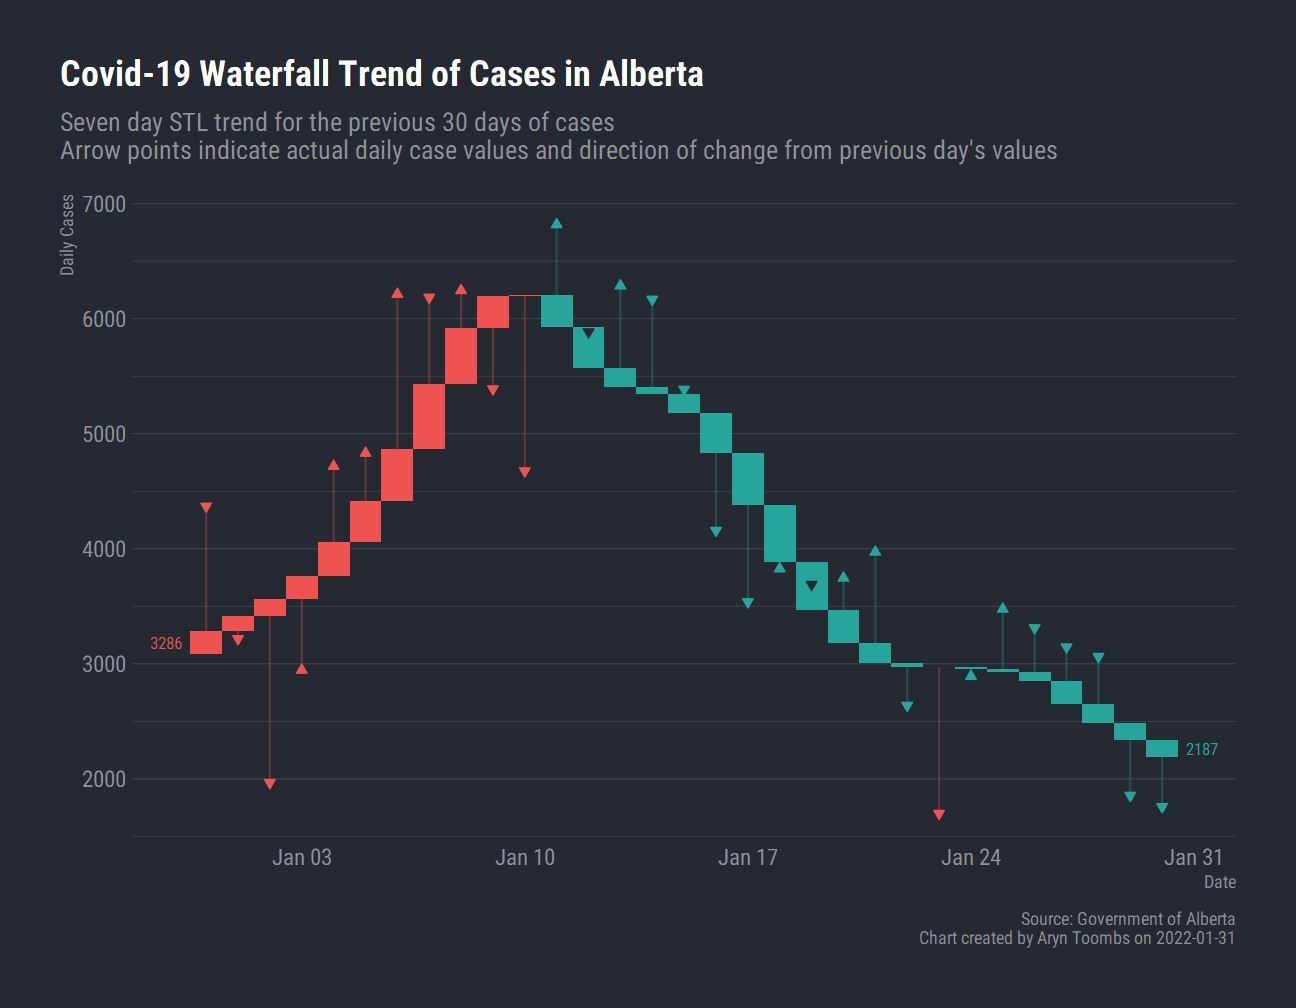 Covid-19 Waterfall Trend of Cases in Alberta
Seven day STL trend for the previous 30 days of cases
Arrow points indicate actual daily case values and direction of change from previous day's values
Daily Cases
7000
6000
5000
4000
3000
2000
3286
2187
Jan 03
Jan 10
Jan 17
Jan 24
Jan 31
Date
Source: Government of Alberta
Chart created by Aryn Toombs on 2022-01-31